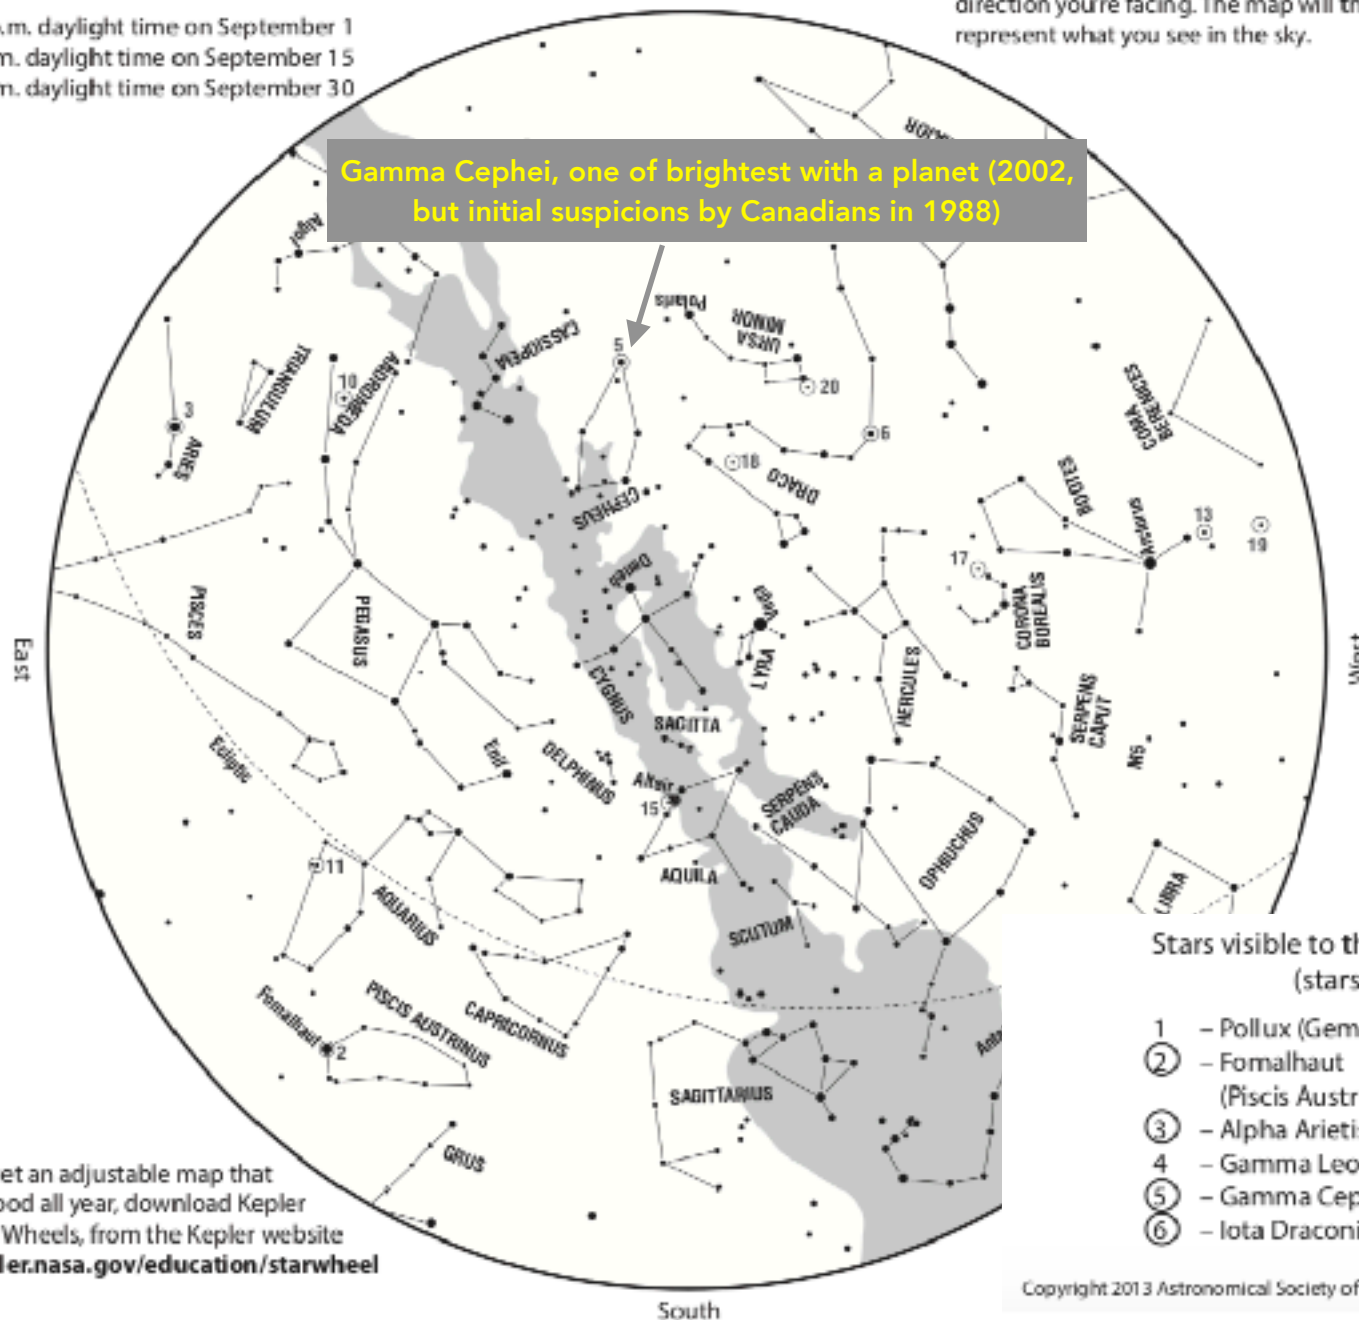 .m. daylight time on September 1
m. daylight time on September 15
m. daylight time on September 30
direction you're facing. The map will th
represent what you see in the sky.
Gamma Cephei, one of brightest with a planet (2002,
but initial suspicions by Canadians in 1988)
Algol
Polaris
URSA
MINOR
CASSIOPEIA
5
20
TRIANGULUM
10
ANDROMEDA
3
ARIES
6
COMA
BERENICES
18
DRACO
BOOTES
CEPHEUS
Arcturus
13
19
17
Deneb
Vega
CORONA
BOREALIS
PISCES
PEGASUS
East
CYGNUS
LYRA
HERCULES
SERPENS
CAPUT
SAGITTA
M5
Ecliptic
Enif
DELPHINUS
Altair
15
SERPENS
CAUDA
OPHIUCHUS
11
AQUILA
LIBRA
AQUARIUS
SCUTUM
Fomalhaut
2
PISCIS AUSTRINUS
CAPRICORNUS
SAGITTARIUS
Anta
GRUS
Stars visible to th
(stars
1 – Pollux (Gem
2 – Fomalhaut
(Piscis Austr
3 – Alpha Arietis
4 – Gamma Leo
5 – Gamma Cep
6 – Iota Draconi
et an adjustable map that
ood all year, download Kepler
Wheels, from the Kepler website
ler.nasa.gov/education/starwheel
Copyright 2013 Astronomical Society of
South